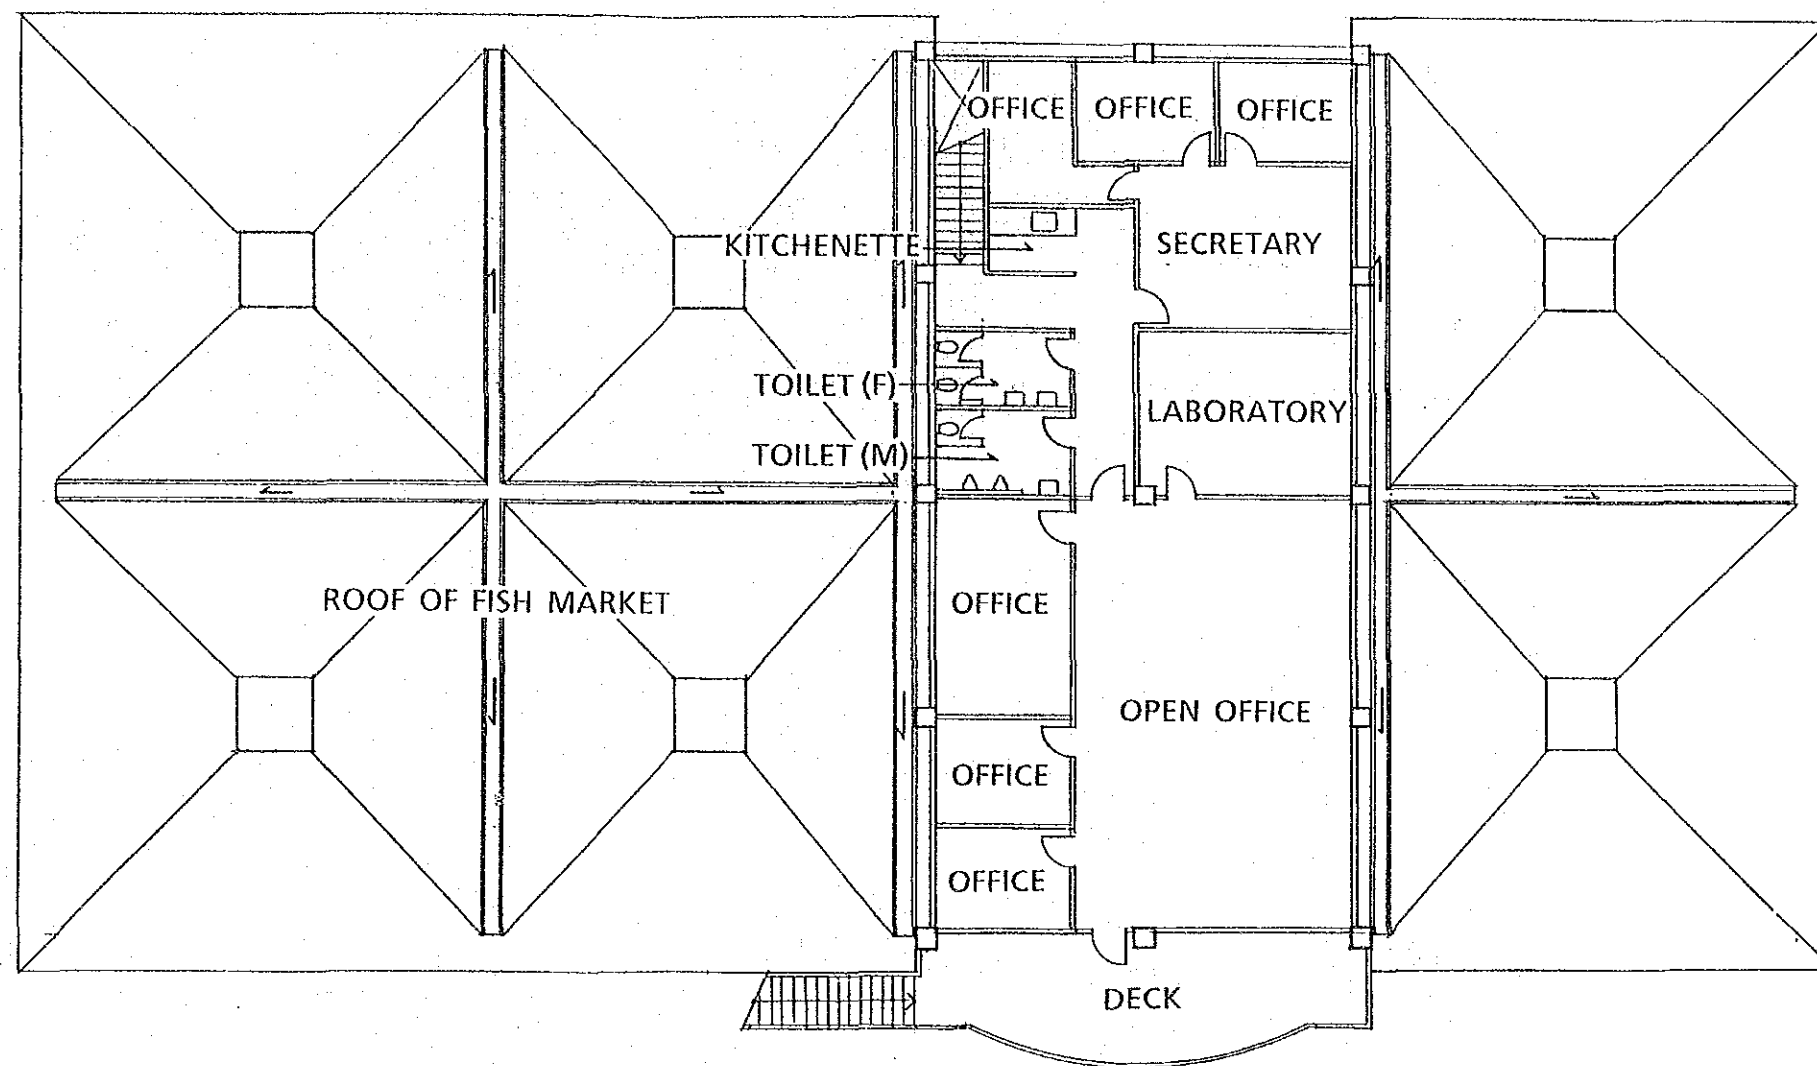 OFFICE
OFFICE
OFFICE
KITCHENETTE
SECRETARY
TOILET (F)
LABORATORY
TOILET (M)
ROOF OF FISH MARKET
OFFICE
OPEN OFFICE
OFFICE
OFFICE
DECK